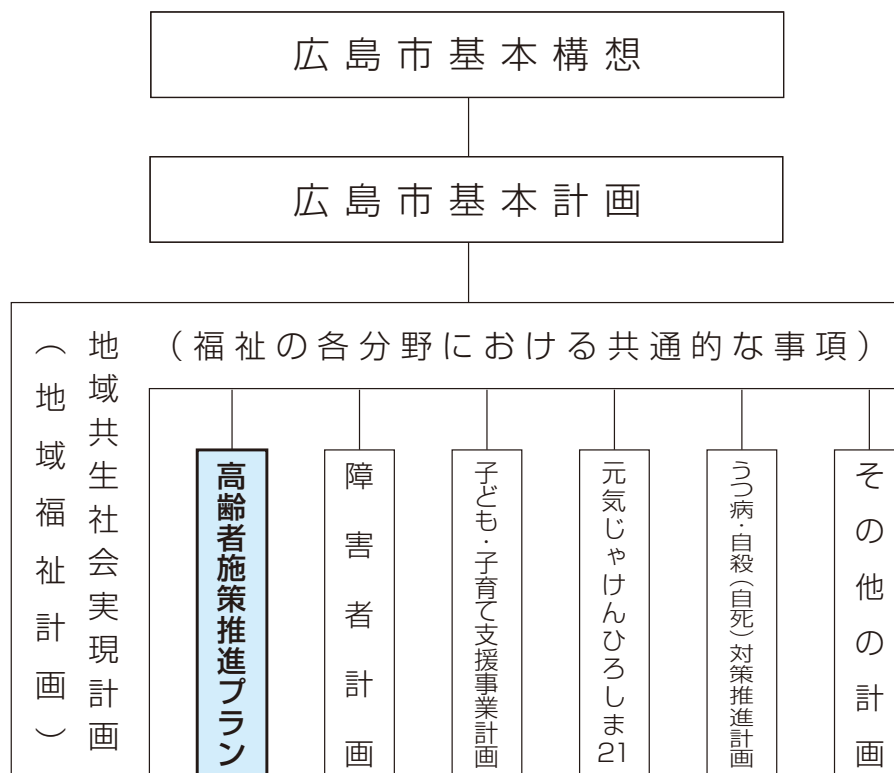 広島市基本構想
広島市基本計画
(福祉の各分野における共通的な事項)
地域共生社会実現計画
(地域福祉計画)
高齢者施策推進プラン
障害者計画
子ども・子育て支援事業計画
元気じゃけんひろしま21
うつ病・自殺(自死)対策推進計画
その他の計画